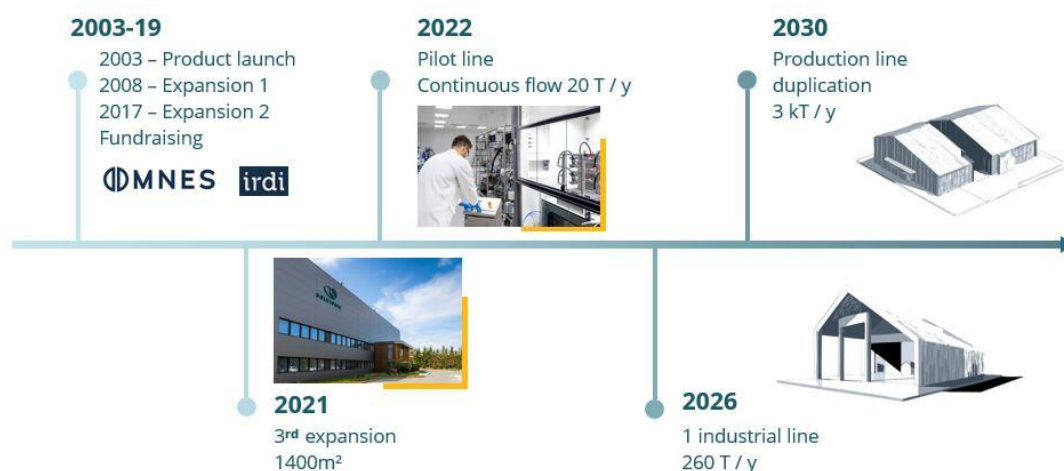 2003-19
2003 – Product launch
2008 – Expansion 1
2017 – Expansion 2
Fundraising
OMNES irdi
2022
Pilot line
Continuous flow 20 T / y
2030
Production line
duplication
3 kT / y
2021
3rd expansion
1400m²
2026
1 industrial line
260 T / y